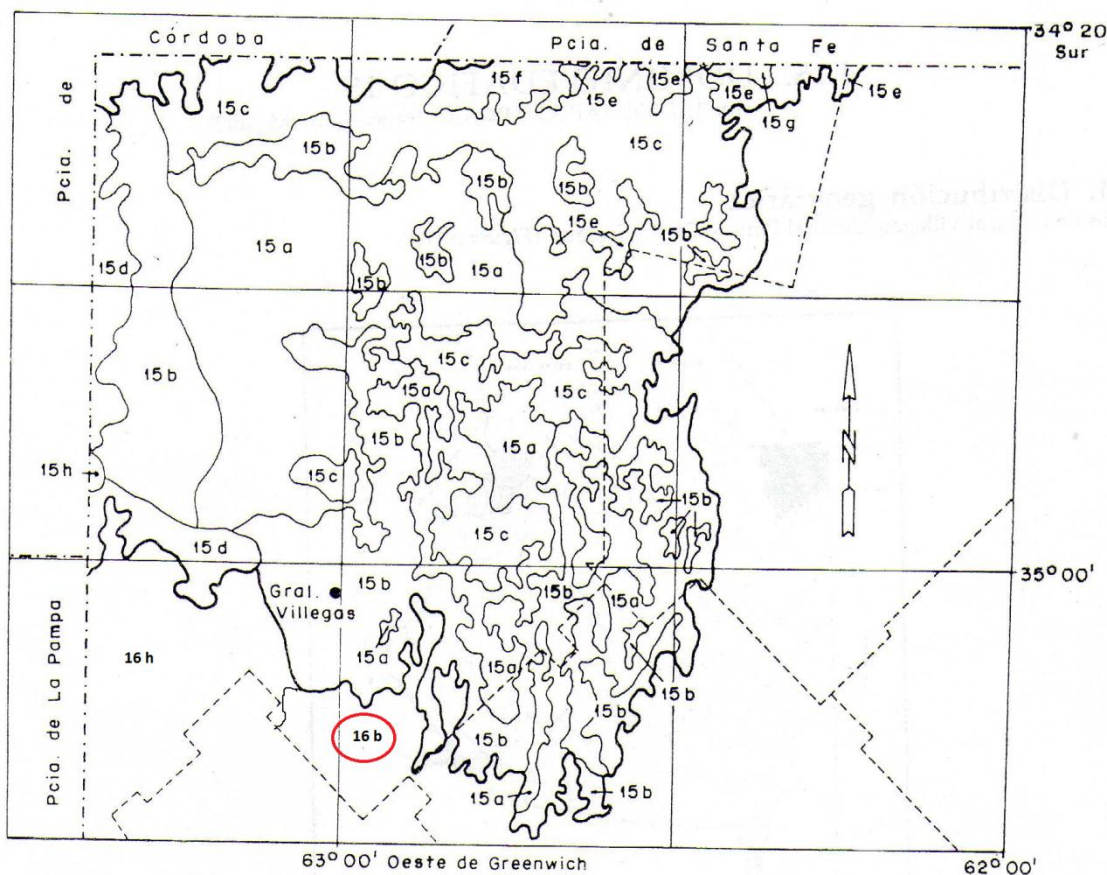 34° 20'
Sur
Córdoba
Pcia. de Santa Fe
Pcia. de
15f
15e
15e
15e
15e
15c
15g
15c
15b
15b
15b
15e
15b
15a
15d
15b
15b
15a
15c
15b
15a
15c
15b
15a
15h
15c
15b
N
15c
15d
35° 00'
15b
15b
15a
Gral.
Villegas
15a
15a
16h
15b
15b
16b
15b
15a
15b
Pcia. de La Pampa
63° 00' Oeste de Greenwich
62° 00'